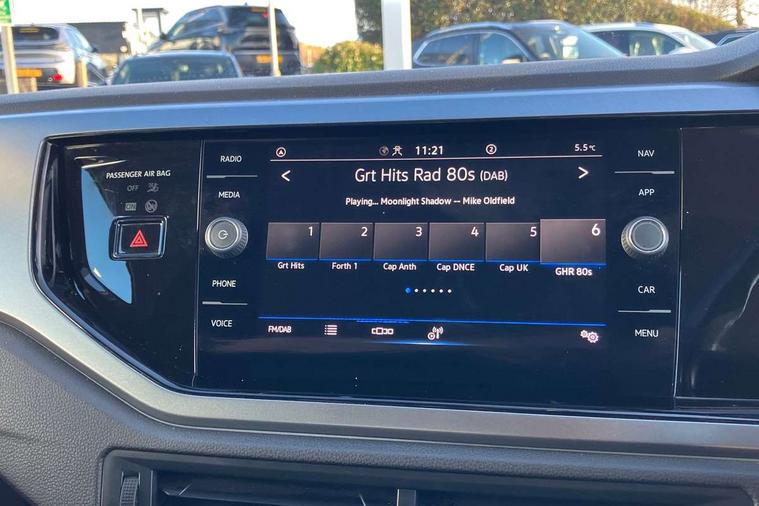 11:21
5.5°C
< Grt Hits Rad 80s (DAB) >
Playing... Moonlight Shadow -- Mike Oldfield
1 2 3 4 5 6
Grt Hits Forth 1 Cap Anth Cap DNCE Cap UK GHR 80s
FM/DAB
PASSENGER AIR BAG
OFF
ON
RADIO
MEDIA
PHONE
VOICE
NAV
APP
CAR
MENU